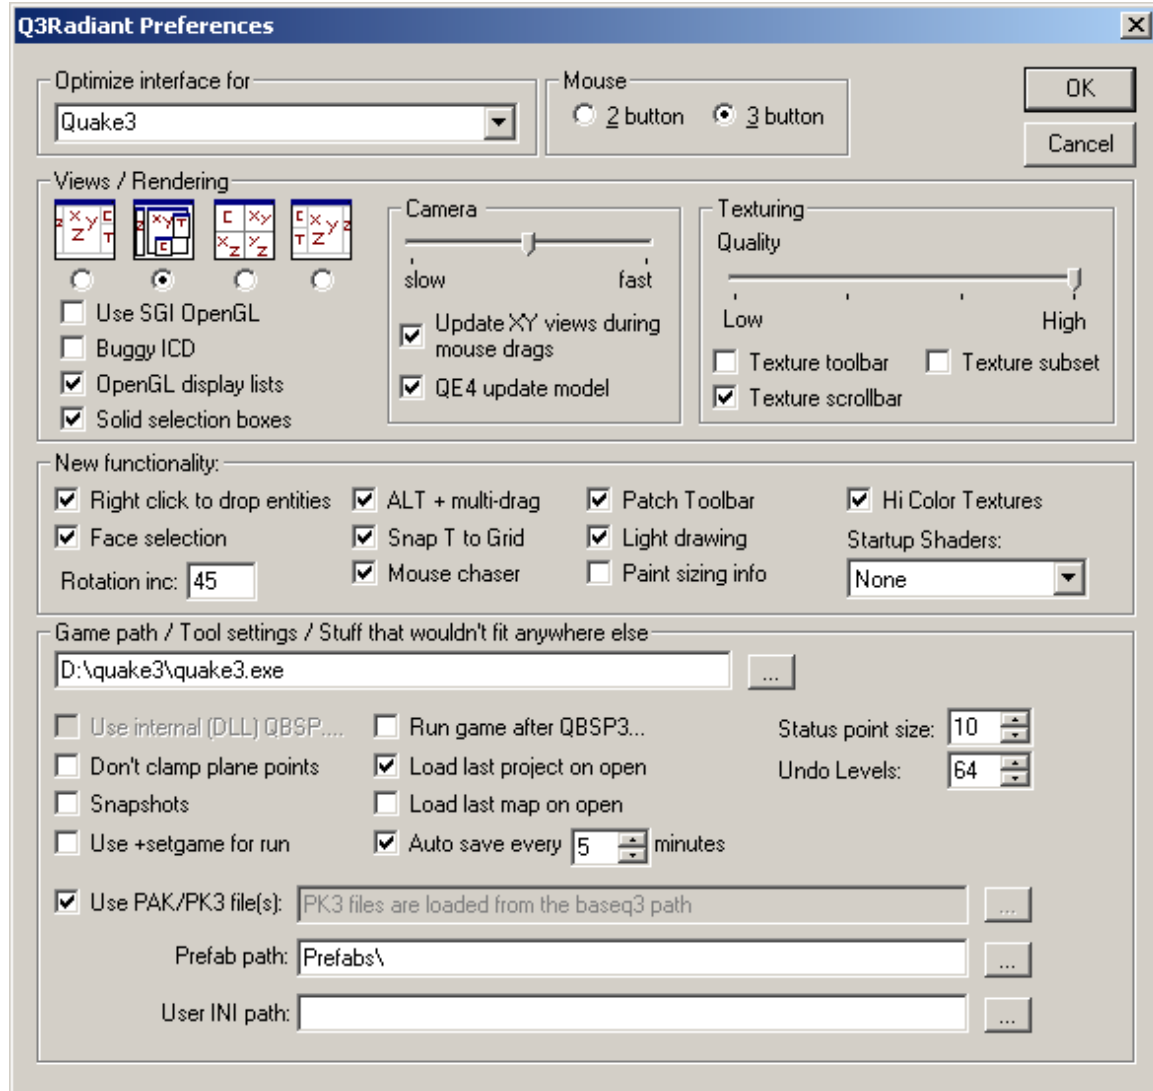 Q3Radiant Preferences
Optimize interface for
Quake3
Mouse
2 button
3 button
OK
Cancel
Views / Rendering
Z XY Z C T
Z XY T C
C XY XZ YZ
C T XY Z Z
Use SGI OpenGL
Buggy ICD
OpenGL display lists
Solid selection boxes
Camera
slow fast
Update XY views during
mouse drags
QE4 update model
Texturing
Quality
Low High
Texture toolbar Texture subset
Texture scrollbar
New functionality:
Right click to drop entities ALT + multi-drag Patch Toolbar Hi Color Textures
Face selection Snap T to Grid Light drawing Startup Shaders:
Rotation inc: 45 Mouse chaser Paint sizing info None
Game path / Tool settings / Stuff that wouldn't fit anywhere else
D:\quake3\quake3.exe ...
Use internal (DLL) QBSP.... Run game after QBSP3... Status point size: 10
Don't clamp plane points Load last project on open Undo Levels: 64
Snapshots Load last map on open
Use +setgame for run Auto save every 5 minutes
Use PAK/PK3 file(s): PK3 files are loaded from the baseq3 path ...
Prefab path: Prefabs\ ...
User INI path: ...